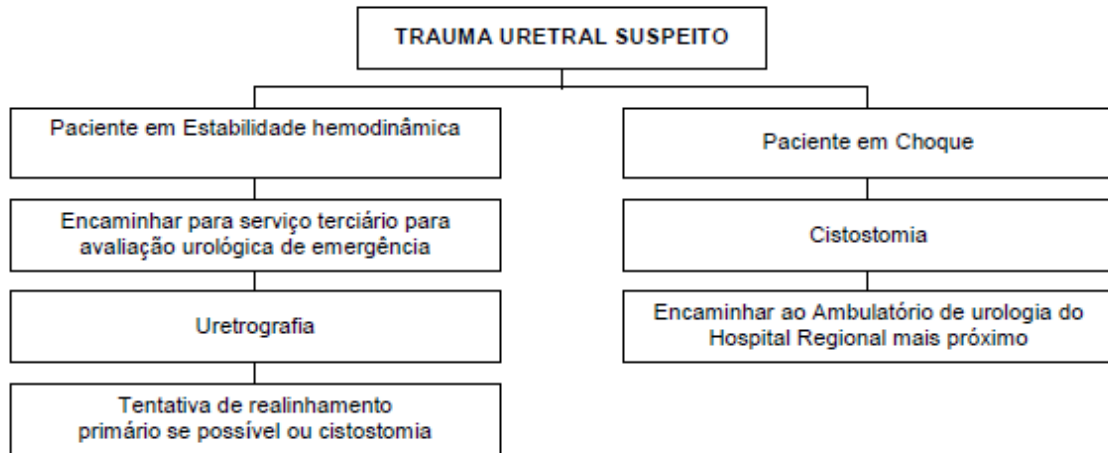 TRAUMA URETRAL SUSPEITO
Paciente em Estabilidade hemodinâmica
Encaminhar para serviço terciário para
avaliação urológica de emergência
Uretrografia
Tentativa de realinhamento
primário se possível ou cistostomia
Paciente em Choque
Cistostomia
Encaminhar ao Ambulatório de urologia do
Hospital Regional mais próximo